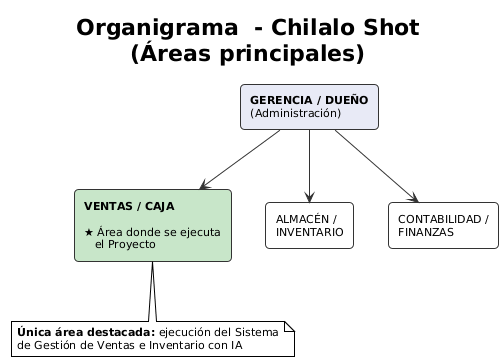 Organigrama - Chilalo Shot
(Áreas principales)
GERENCIA / DUEÑO
(Administración)
VENTAS / CAJA
★ Área donde se ejecuta
el Proyecto
ALMACÉN /
INVENTARIO
CONTABILIDAD /
FINANZAS
Única área destacada: ejecución del Sistema
de Gestión de Ventas e Inventario con IA